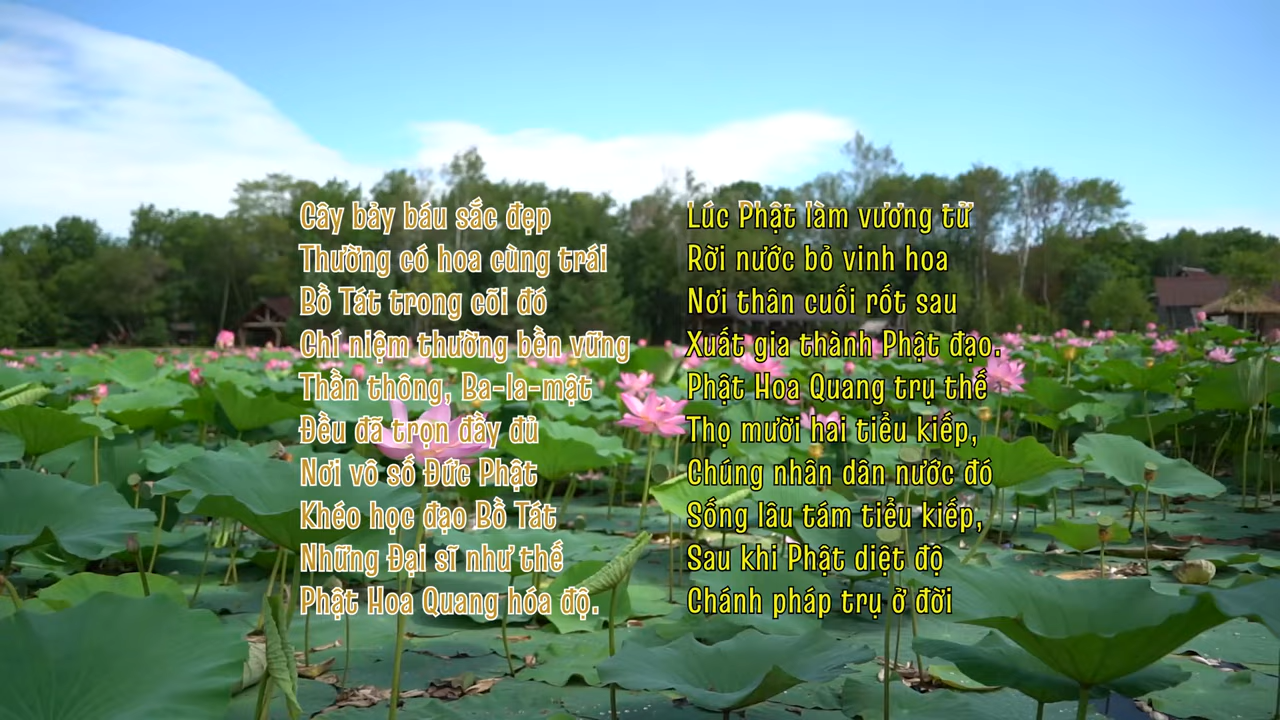 Cây bảy báu sắc đẹp
Thường có hoa cùng trái
Bồ Tát trong cõi đó
Chí niệm thường bền vững
Thần thông, Ba-la-mật
Đều đã trọn đầy đủ
Nơi vô số Đức Phật
Khéo học đạo Bồ Tát
Những Đại sĩ như thế
Phật Hoa Quang hóa độ.
Lúc Phật làm vương tử
Rời nước bỏ vinh hoa
Nơi thân cuối rốt sau
Xuất gia thành Phật đạo.
Phật Hoa Quang trụ thế
Thọ mười hai tiểu kiếp,
Chúng nhân dân nước đó
Sống lâu tám tiểu kiếp,
Sau khi Phật diệt độ
Chánh pháp trụ ở đời